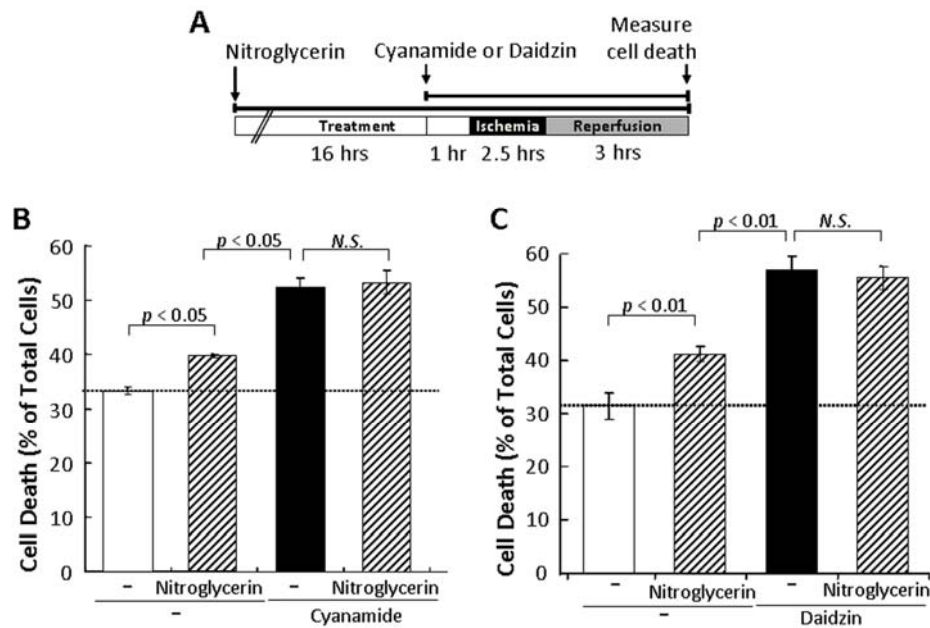 A
Nitroglycerin
Cyanamide or Daidzin
Measure
cell death
Treatment
Ischemia
Reperfusion
16 hrs
1 hr
2.5 hrs
3 hrs
B
Cell Death (% of Total Cells)
60
50
40
30
20
10
0
p < 0.05
p < 0.05
N.S.
–
Nitroglycerin
–
Nitroglycerin
–
Cyanamide
C
Cell Death (% of Total Cells)
60
50
40
30
20
10
0
p < 0.01
p < 0.01
N.S.
–
Nitroglycerin
–
Nitroglycerin
–
Daidzin